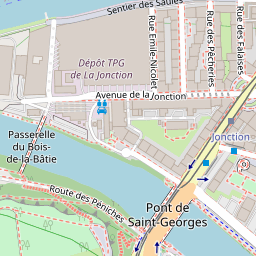 Sentier des Saules
Rue Emile-Nicolet
Rue des Pêcheries
Rue des Falaises
Dépôt TPG
de La Jonction
Avenue de la Jonction
Passerelle
du Bois-
de-la-Bâtie
Jonction
Route des Péniches
Pont de
Saint-Georges